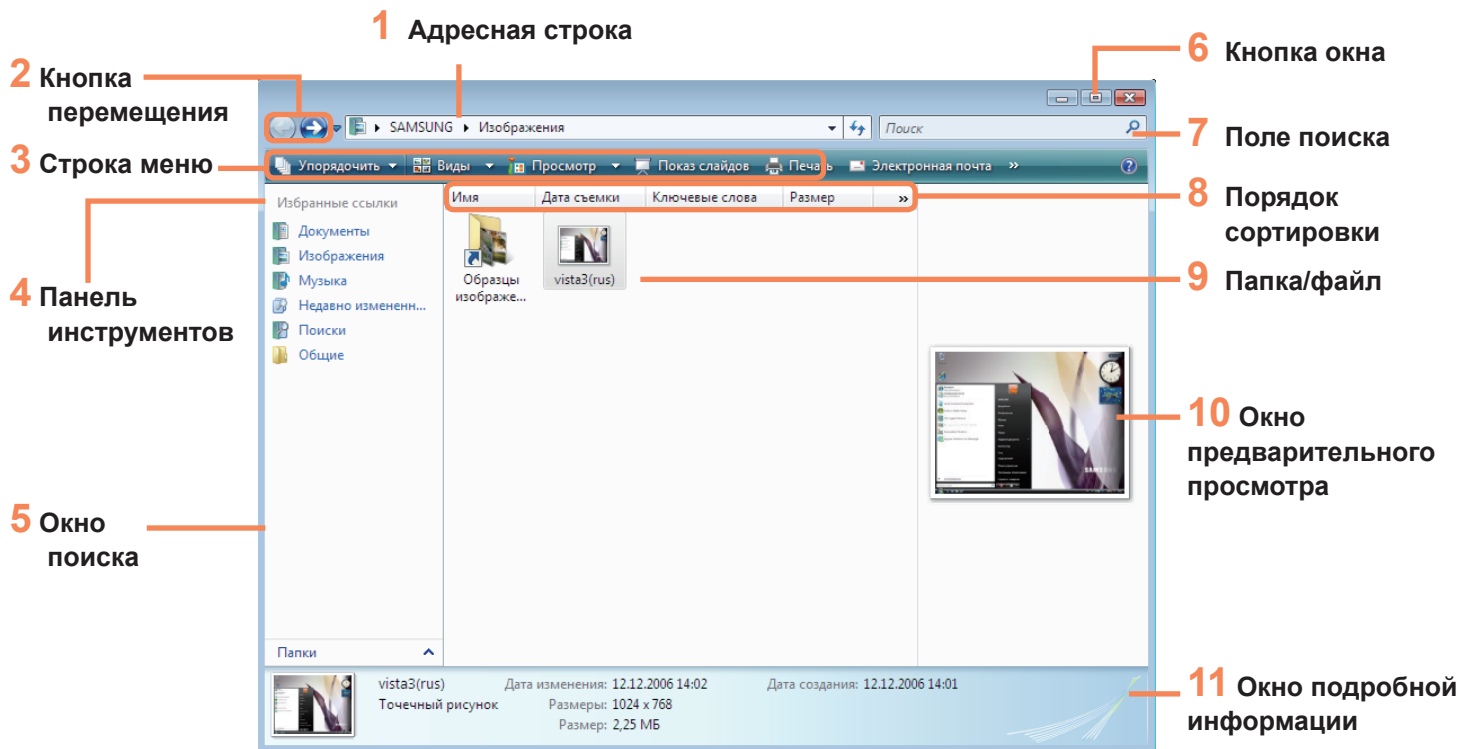 1 Адресная строка
2 Кнопка
перемещения
3 Строка меню
4 Панель
инструментов
5 Окно
поиска
6 Кнопка окна
7 Поле поиска
8 Порядок
сортировки
9 Папка/файл
10 Окно
предварительного
просмотра
11 Окно подробной
информации
SAMSUNG Изображения
Поиск
Упорядочить Виды Просмотр Показ слайдов Печать Электронная почта »
Избранные ссылки
Документы
Изображения
Музыка
Недавно измененн...
Поиски
Общие
Папки
Имя Дата съемки Ключевые слова Размер »
Образцы
изображе...
vista3(rus)
SAMSUNG
vista3(rus) Дата изменения: 12.12.2006 14:02 Дата создания: 12.12.2006 14:01
Точечный рисунок Размеры: 1024 x 768
Размер: 2,25 МБ